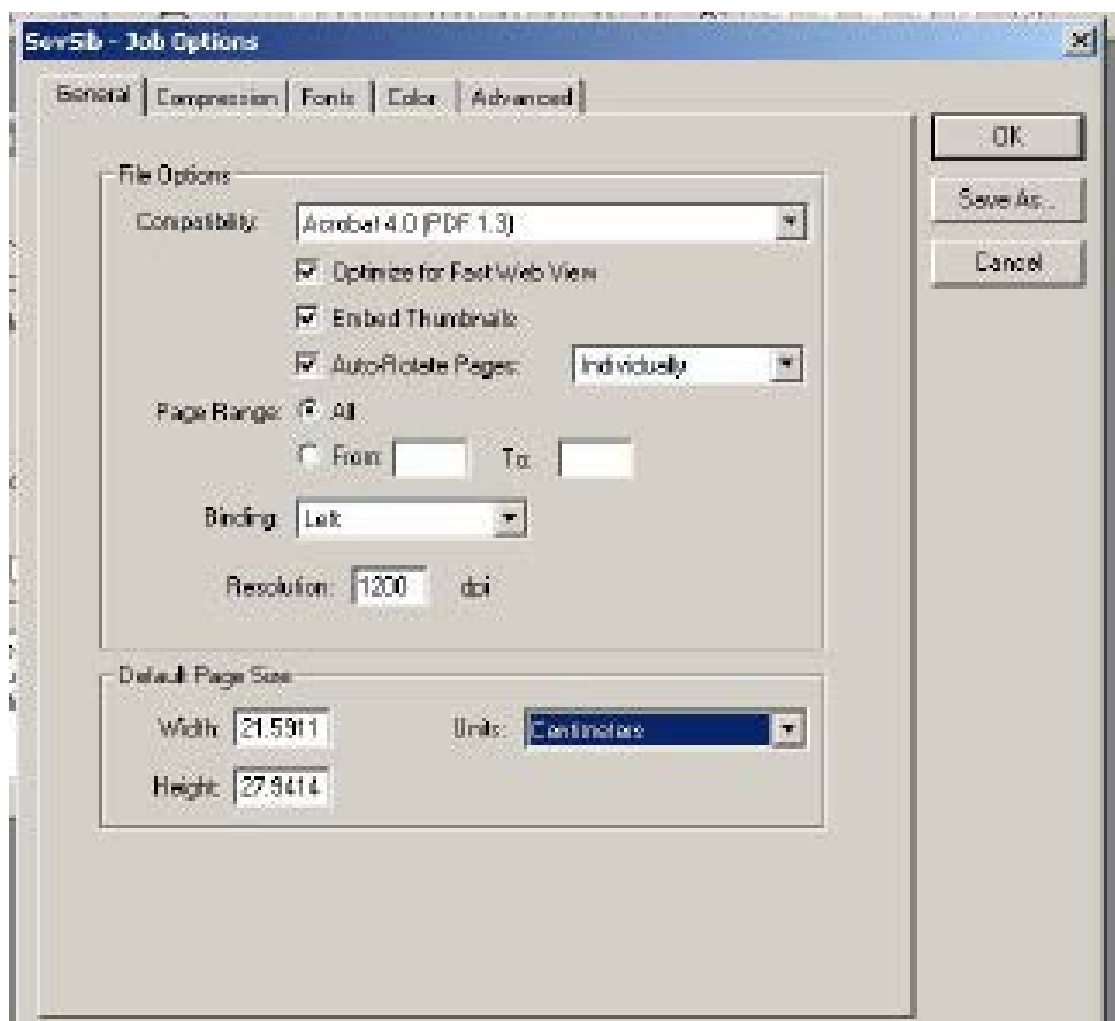 SovSib - Job Options
General Compression Fonts Color Advanced
OK
Save As...
Cancel
File Options
Compatibility: Acrobat 4.0 (PDF 1.3)
Optimize for Fast Web View
Embed Thumbnails
Auto-Rotate Pages: Individually
Page Range: All
From: To:
Binding: Left
Resolution: 1200 dpi
Default Page Size
Width: 21.5911 Units: Centimeters
Height: 27.9414